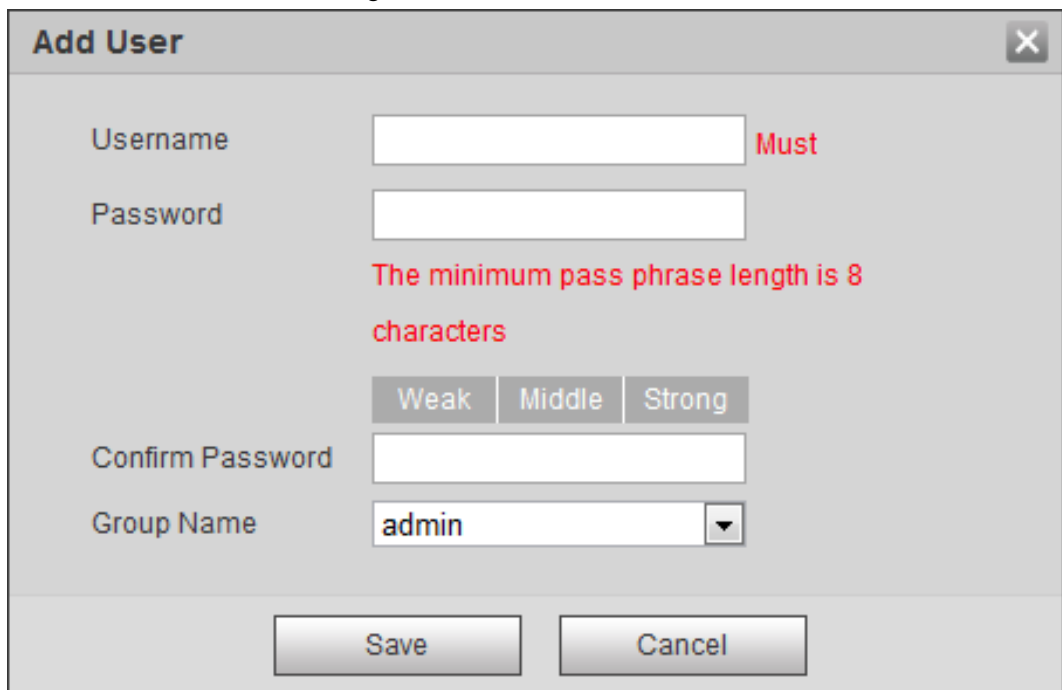 Add User
Username
Must
Password
The minimum pass phrase length is 8
characters
Weak Middle Strong
Confirm Password
Group Name
admin
Save
Cancel